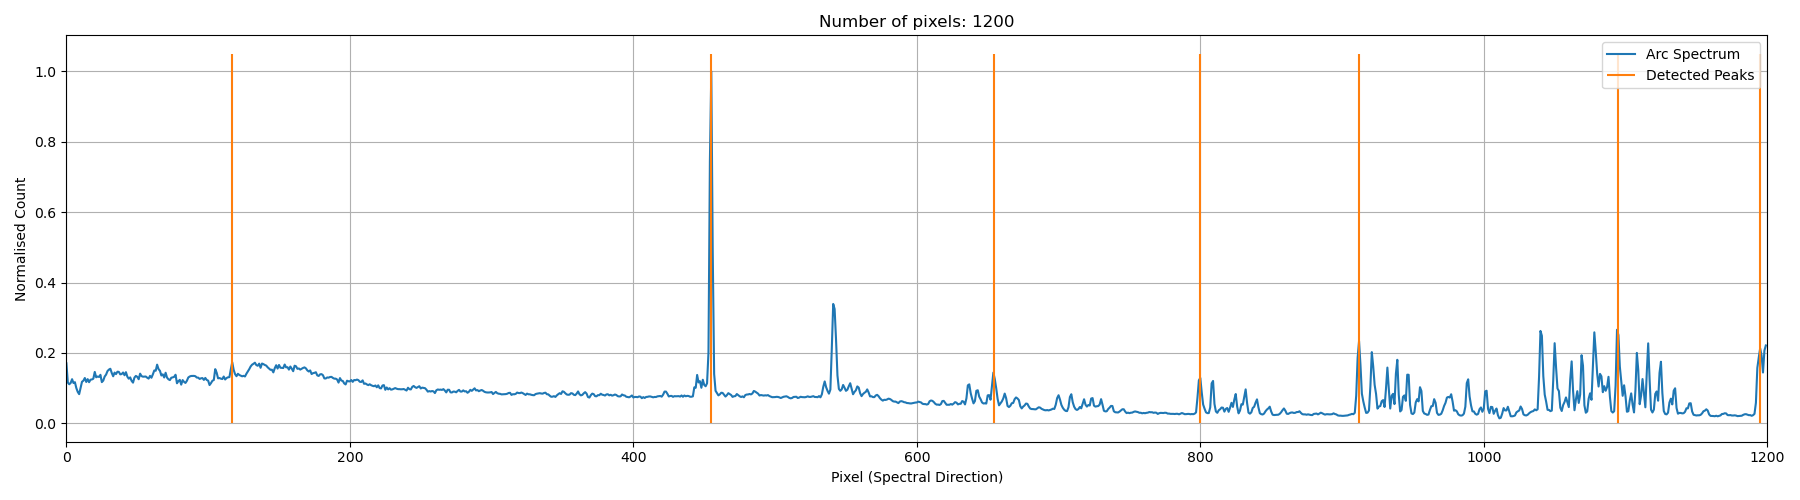 Number of pixels: 1200
Normalised Count
1.0
0.8
0.6
0.4
0.2
0.0
0 200 400 600 800 1000 1200
Pixel (Spectral Direction)
Arc Spectrum
Detected Peaks